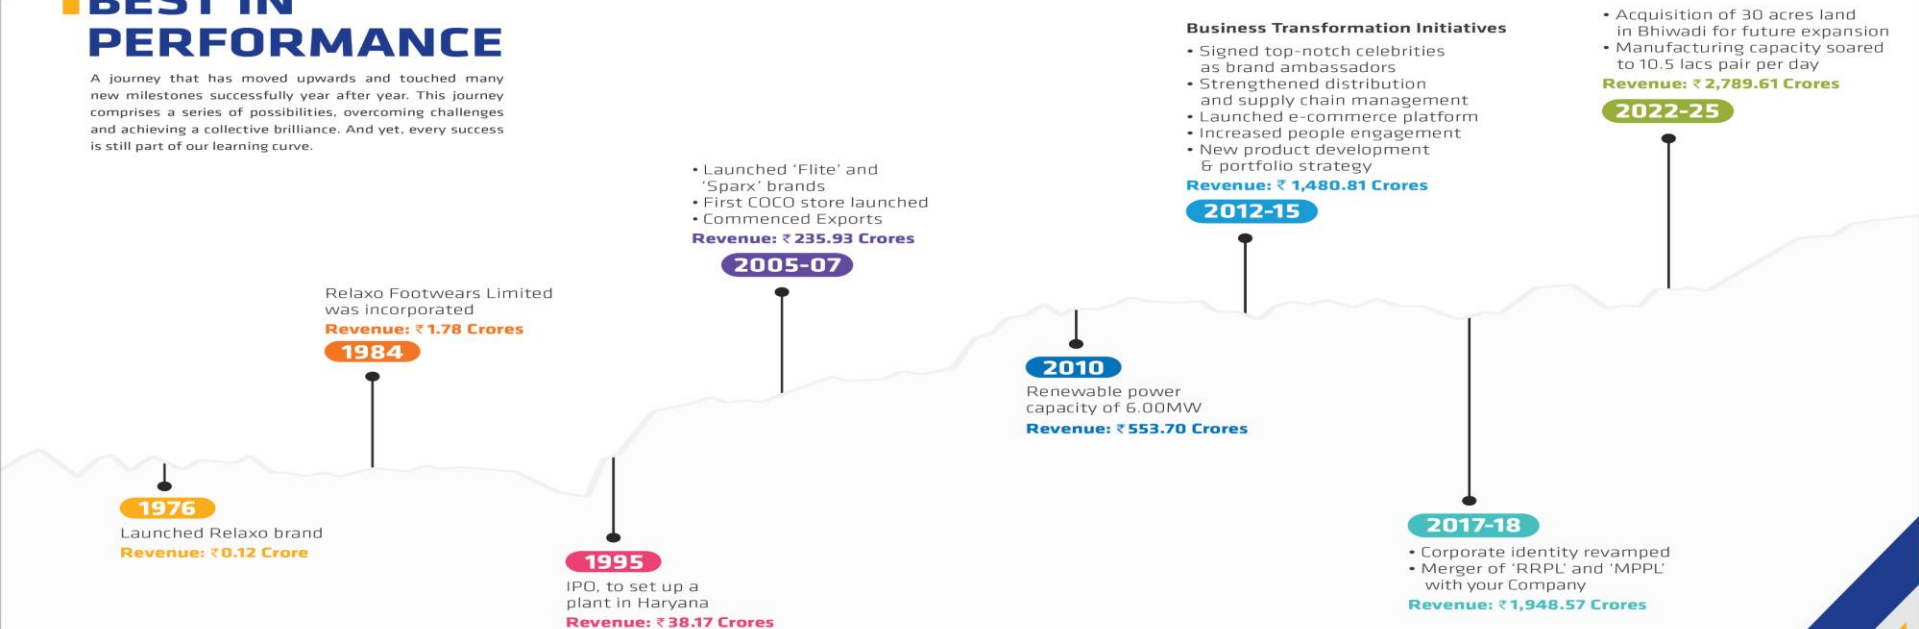 BEST IN
PERFORMANCE
A journey that has moved upwards and touched many
new milestones successfully year after year. This journey
comprises a series of possibilities, overcoming challenges
and achieving a collective brilliance. And yet, every success
is still part of our learning curve.
1976
Launched Relaxo brand
Revenue: ₹0.12 Crore
Relaxo Footwears Limited
was incorporated
Revenue: ₹1.78 Crores
1984
1995
IPO, to set up a
plant in Haryana
Revenue: ₹38.17 Crores
• Launched 'Flite' and
'Sparx' brands
• First COCO store launched
• Commenced Exports
Revenue: ₹235.93 Crores
2005-07
2010
Renewable power
capacity of 6.00MW
Revenue: ₹553.70 Crores
Business Transformation Initiatives
• Signed top-notch celebrities
as brand ambassadors
• Strengthened distribution
and supply chain management
• Launched e-commerce platform
• Increased people engagement
• New product development
& portfolio strategy
Revenue: ₹ 1,480.81 Crores
2012-15
2017-18
• Corporate identity revamped
• Merger of 'RRPL' and 'MPPL'
with your Company
Revenue: ₹1,948.57 Crores
• Acquisition of 30 acres land
in Bhiwadi for future expansion
• Manufacturing capacity soared
to 10.5 lacs pair per day
Revenue: ₹2,789.61 Crores
2022-25